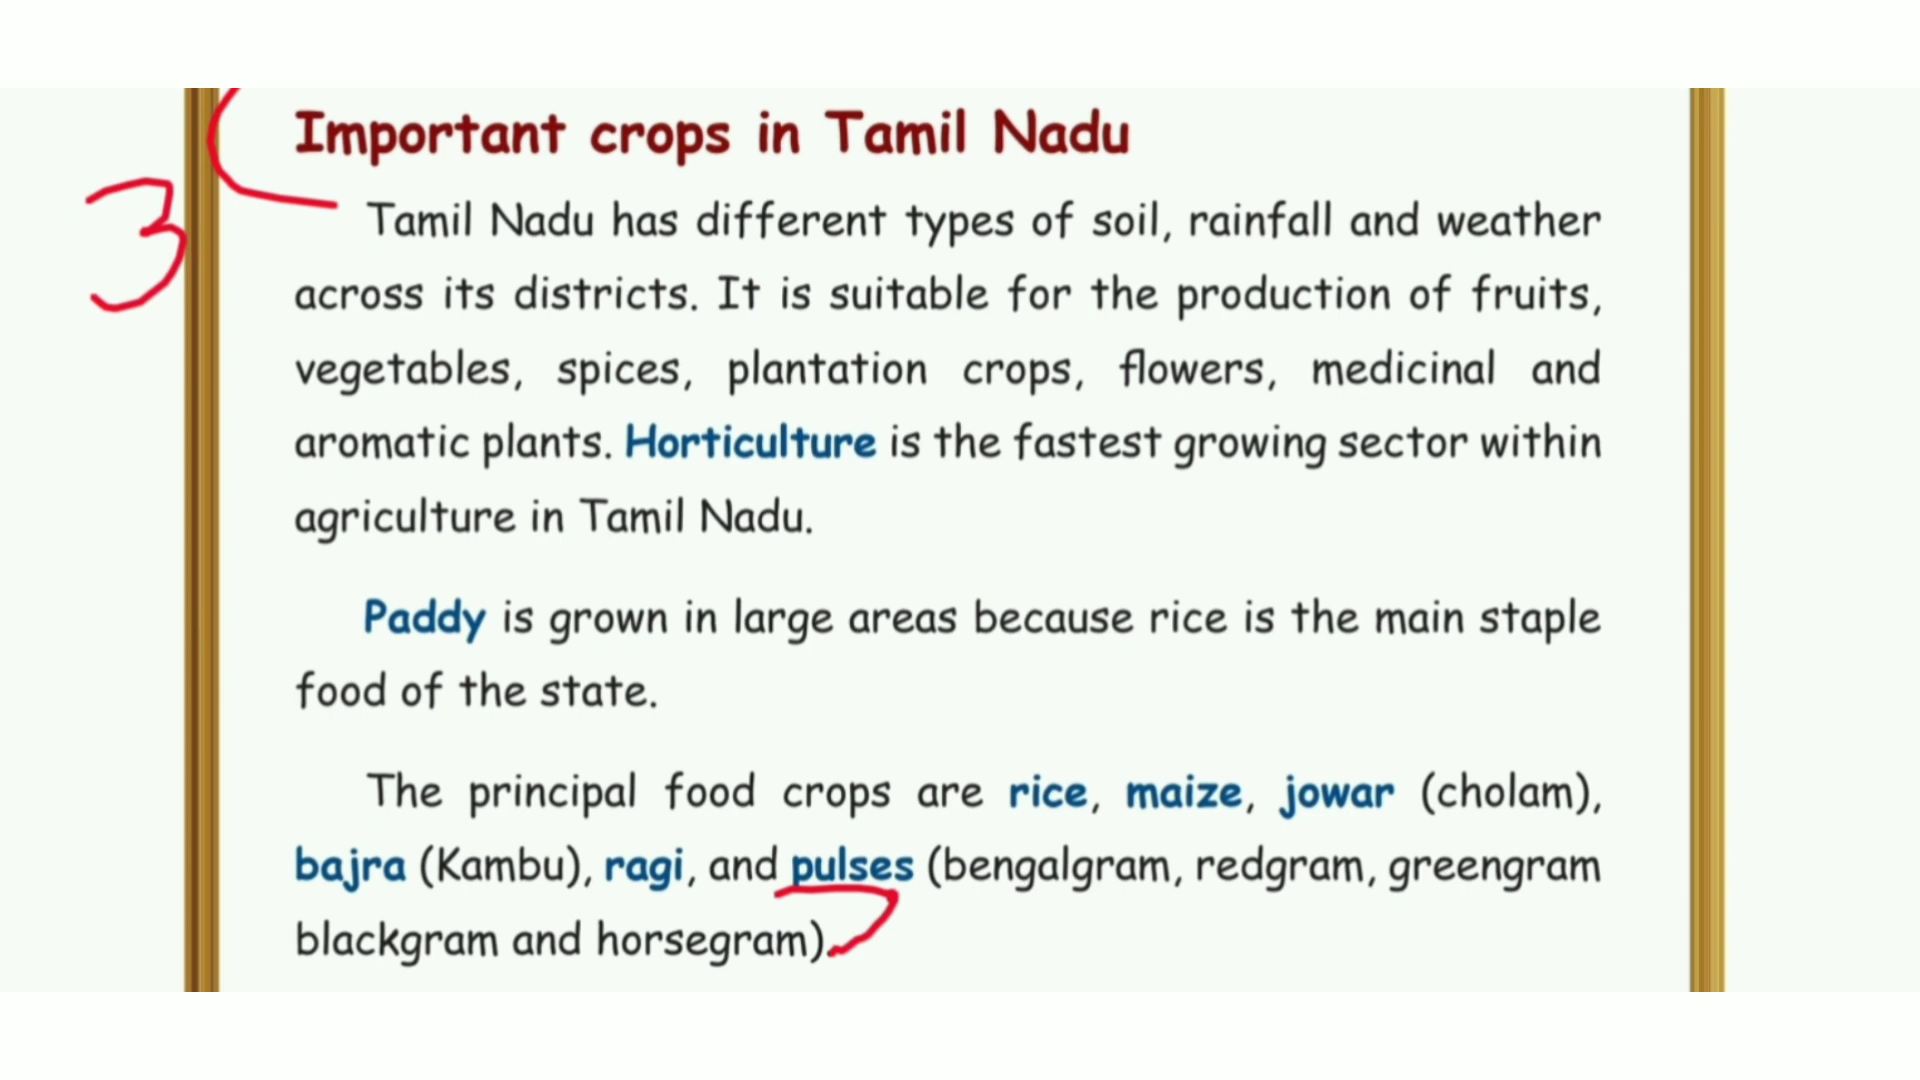 Important crops in Tamil Nadu
3
Tamil Nadu has different types of soil, rainfall and weather
across its districts. It is suitable for the production of fruits,
vegetables, spices, plantation crops, flowers, medicinal and
aromatic plants. Horticulture is the fastest growing sector within
agriculture in Tamil Nadu.
Paddy is grown in large areas because rice is the main staple
food of the state.
The principal food crops are rice, maize, jowar (cholam),
bajra (Kambu), ragi, and pulses (bengalgram, redgram, greengram
blackgram and horsegram).